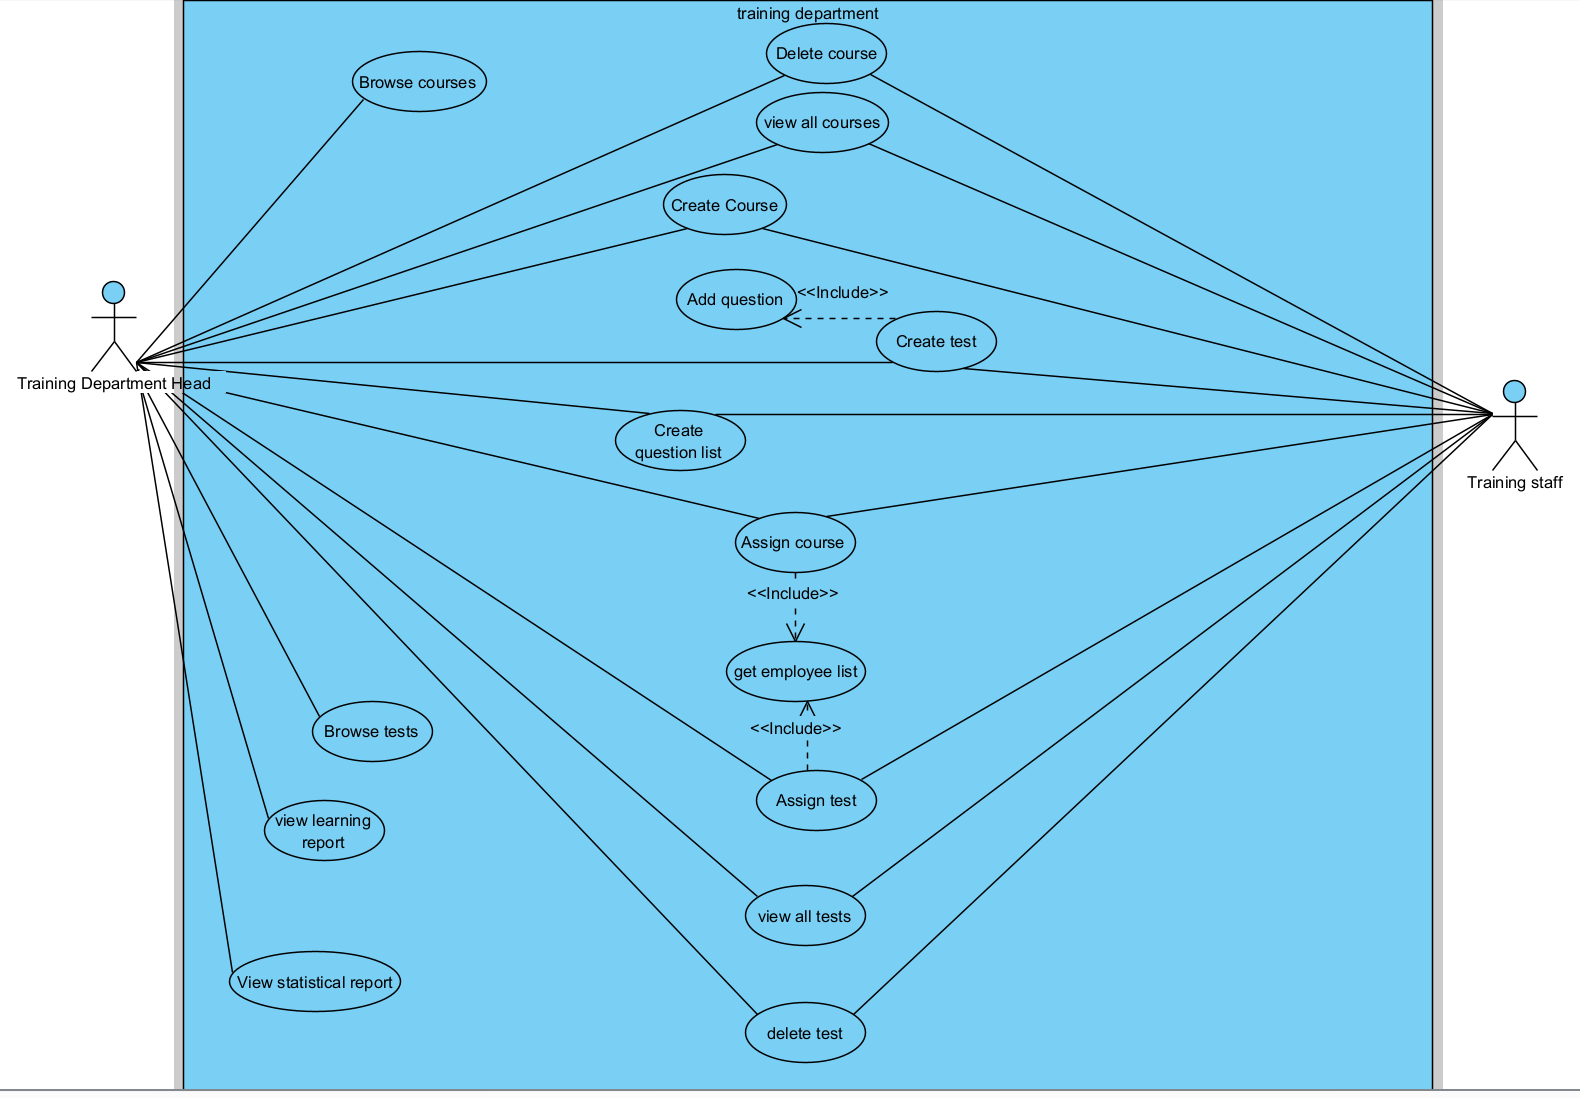 training department
Delete course
Browse courses
view all courses
Create Course
Add question
<<Include>>
Create test
Training Department Head
Create
question list
Training staff
Assign course
<<Include>>
get employee list
<<Include>>
Browse tests
Assign test
view learning
report
view all tests
View statistical report
delete test